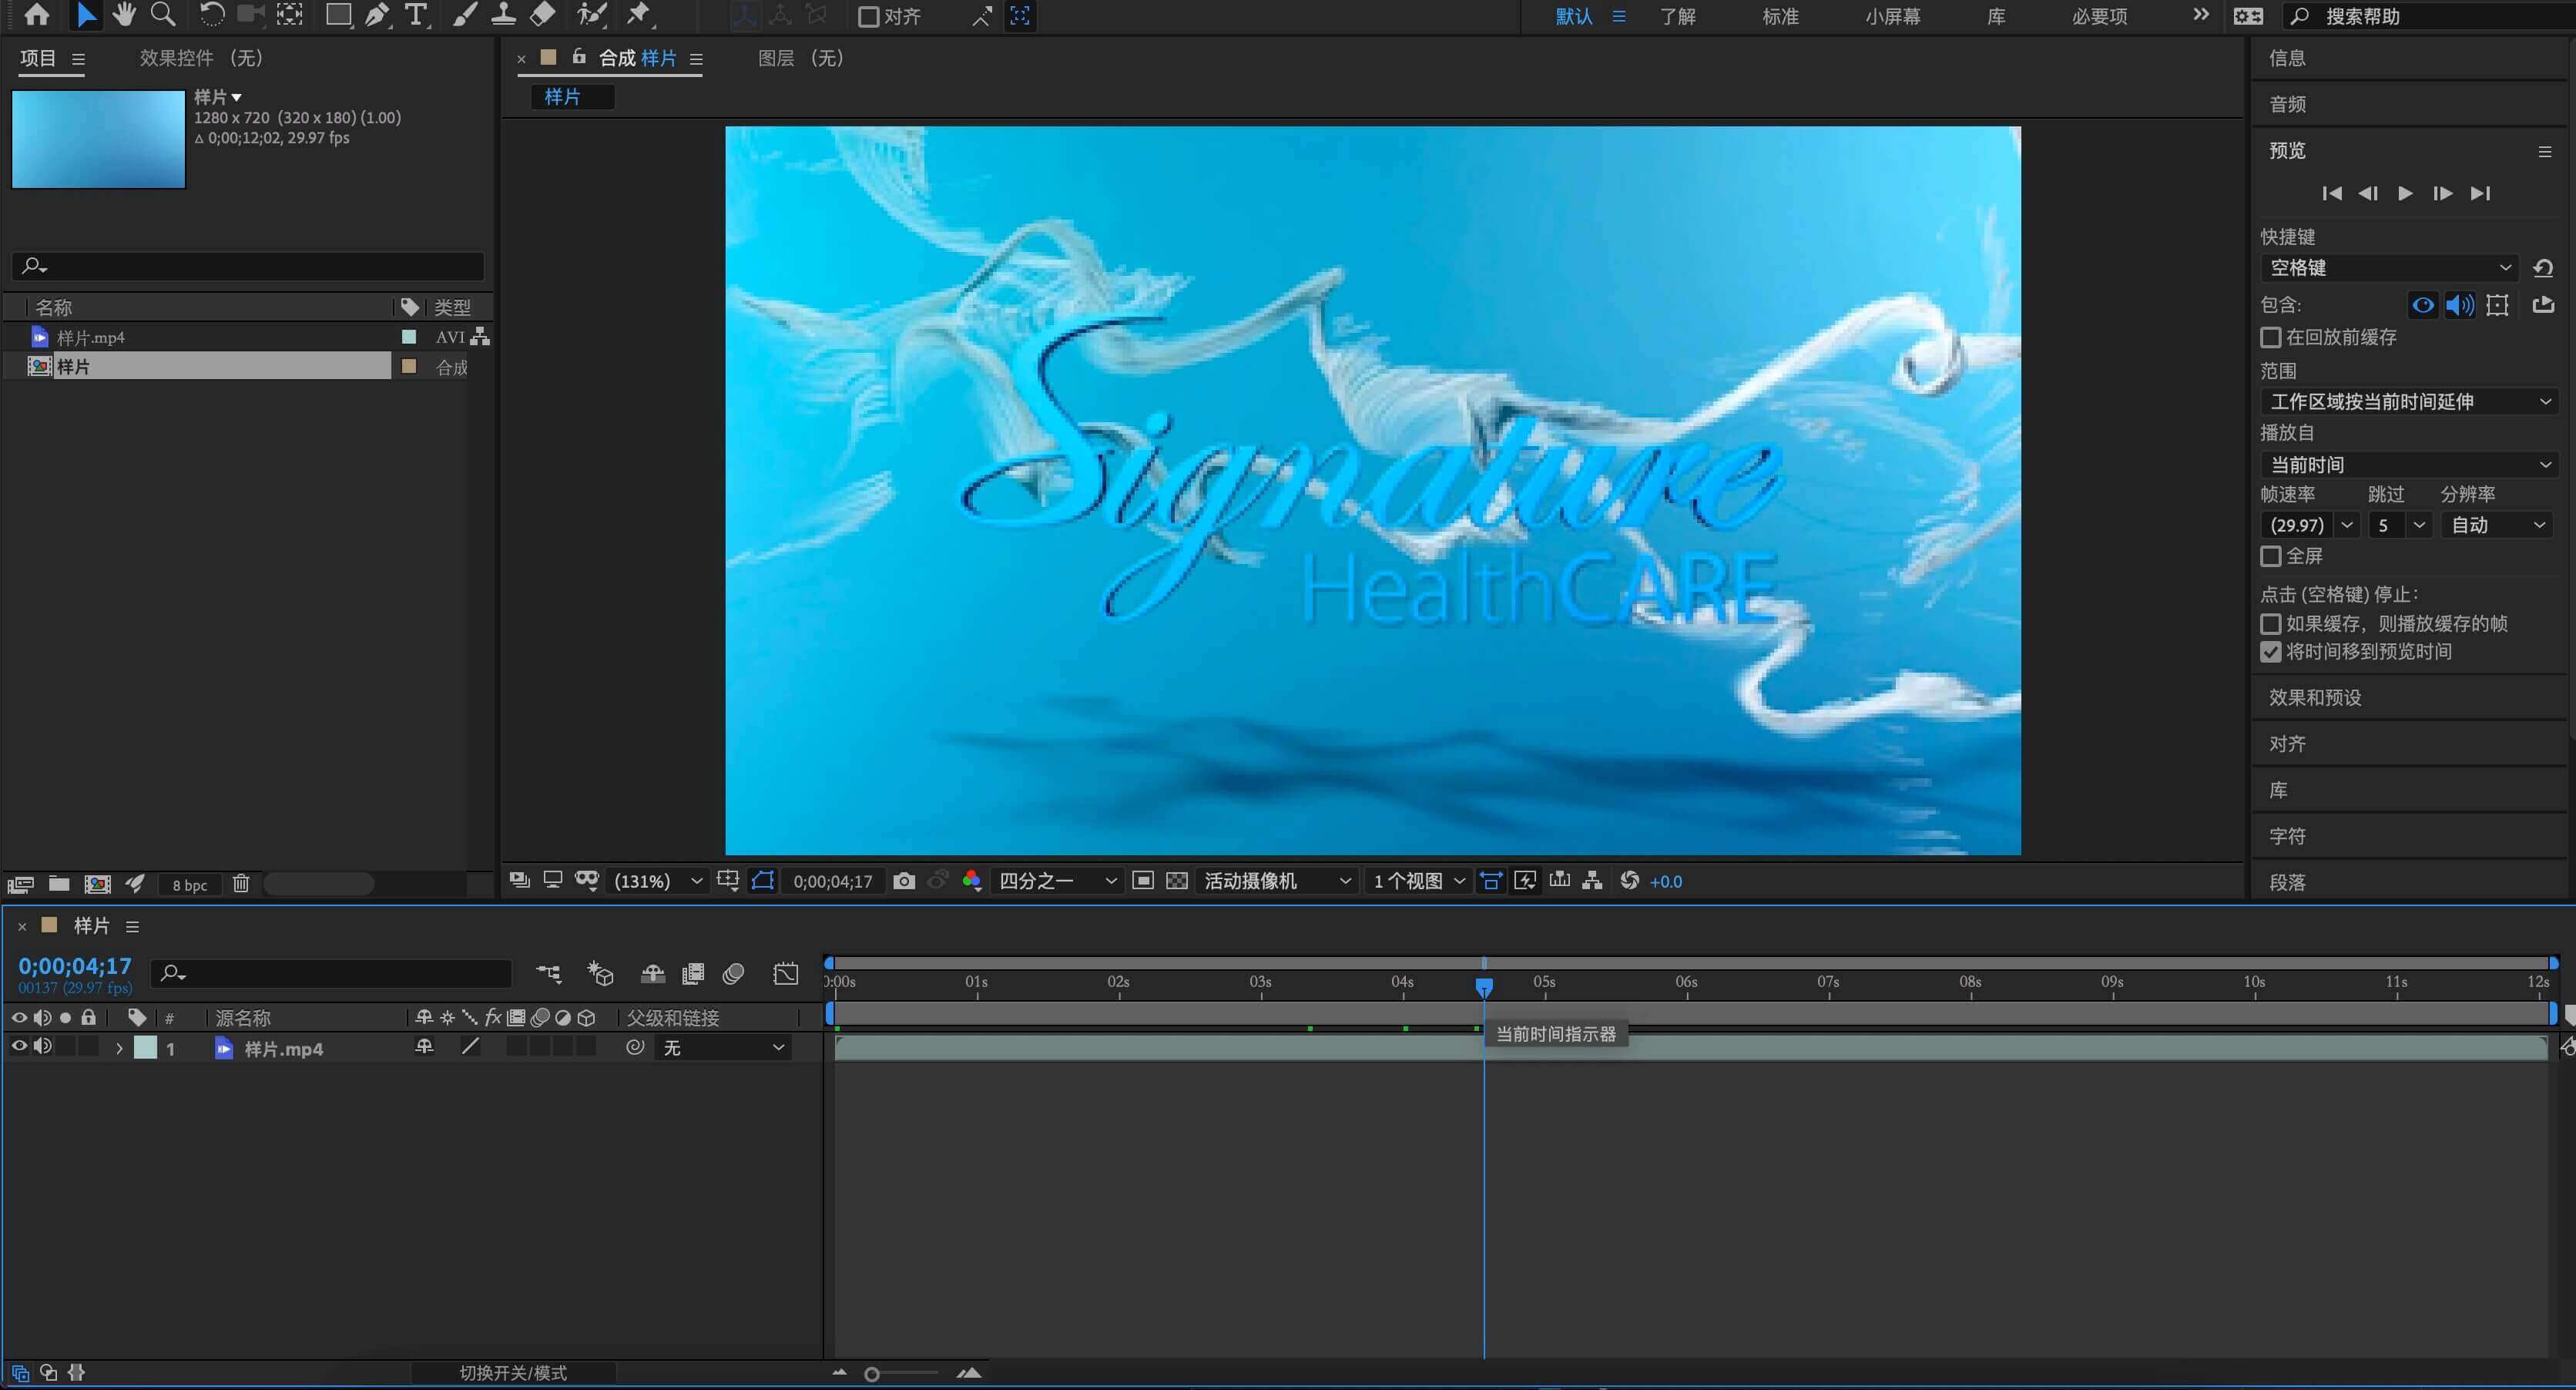 对齐
默认
了解
标准
小屏幕
库
必要项
搜索帮助
项目
效果控件 (无)
合成 样片
图层 (无)
信息
样片
样片
1280 x 720 (320 x 180) (1.00)
Δ 0;00;12;02, 29.97 fps
音频
预览
快捷键
空格键
包含:
在回放前缓存
范围
工作区域按当前时间延伸
播放自
当前时间
帧速率 跳过 分辨率
(29.97) 5 自动
全屏
点击 (空格键) 停止:
如果缓存，则播放缓存的帧
将时间移到预览时间
效果和预设
对齐
库
字符
段落
名称 类型
样片.mp4 AVI
样片 合成
Signature
HealthCARE
8 bpc
(131%) 0;00;04;17 四分之一 活动摄像机 1 个视图 +0.0
样片
0;00;04;17
00137 (29.97 fps)
0:00s 01s 02s 03s 04s 05s 06s 07s 08s 09s 10s 11s 12s
# 源名称 fx 父级和链接
当前时间指示器
1 样片.mp4 无
切换开关/模式